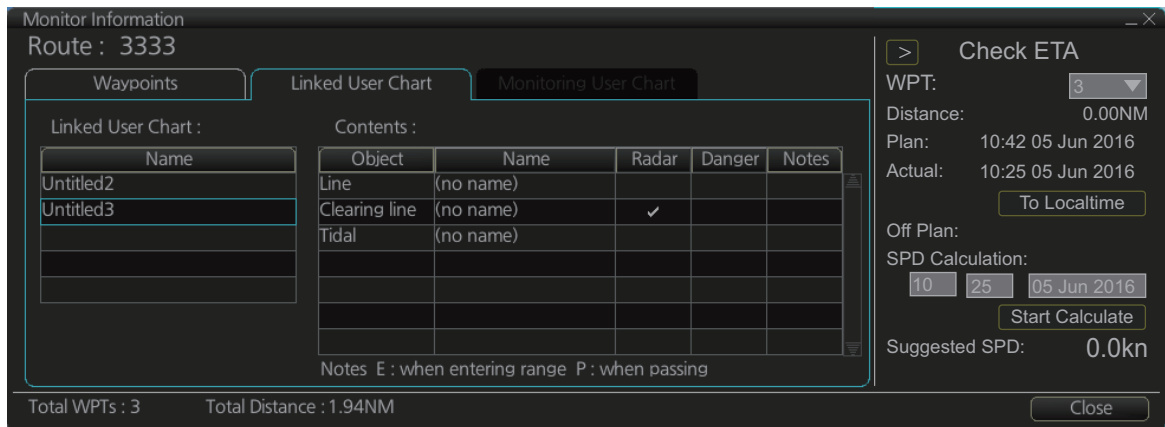 Monitor Information
Route : 3333
Waypoints
Linked User Chart
Monitoring User Chart
Linked User Chart :
Name
Untitled2
Untitled3
Contents :
Object Name Radar Danger Notes
Line (no name)
Clearing line (no name) ✓
Tidal (no name)
Notes E : when entering range P : when passing
Total WPTs : 3 Total Distance : 1.94NM
> Check ETA
WPT: 3
Distance: 0.00NM
Plan: 10:42 05 Jun 2016
Actual: 10:25 05 Jun 2016
To Localtime
Off Plan:
SPD Calculation:
10 25 05 Jun 2016
Start Calculate
Suggested SPD: 0.0kn
Close